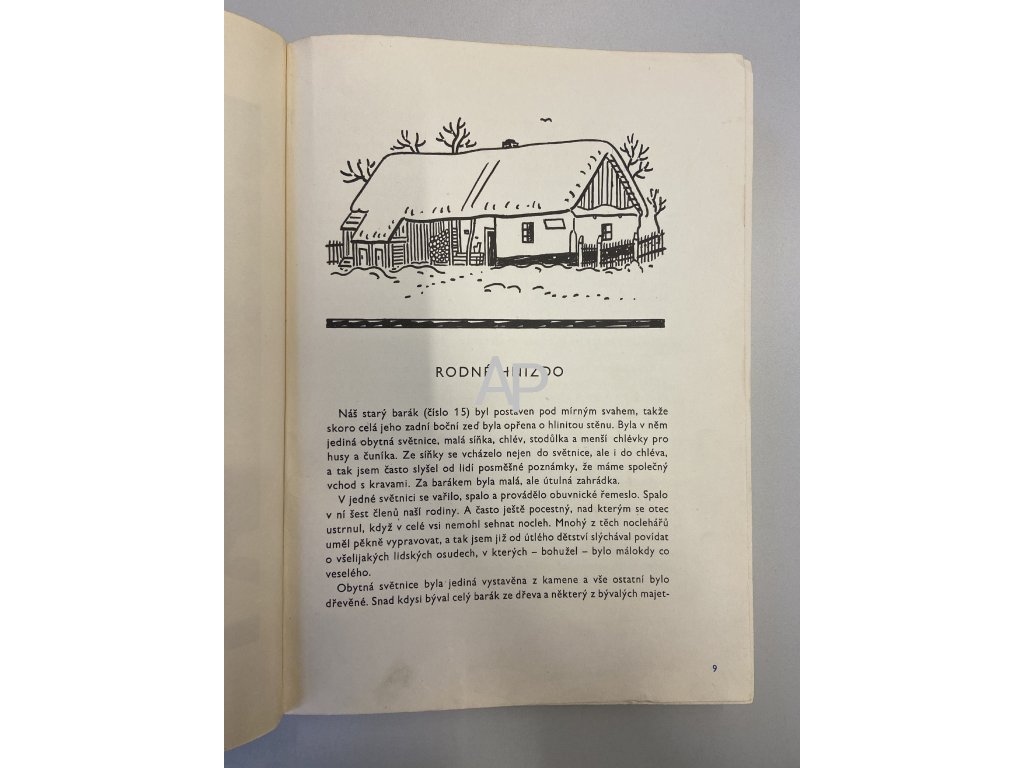 RODNÉ HNÍZDO
AP
Náš starý barák (číslo 15) byl postaven pod mírným svahem, takže
skoro celá jeho zadní boční zeď byla opřena o hlinitou stěnu. Byla v něm
jediná obytná světnice, malá síňka, chlév, stodůlka a menší chlévky pro
husy a čuníka. Ze síňky se vcházelo nejen do světnice, ale i do chléva,
a tak jsem často slyšel od lidí posměšné poznámky, že máme společný
vchod s kravami. Za barákem byla malá, ale útulná zahrádka.
V jedné světnici se vařilo, spalo a provádělo obuvnické řemeslo. Spalo
v ní šest členů naší rodiny. A často ještě pocestný, nad kterým se otec
ustrnul, když v celé vsi nemohl sehnat nocleh. Mnohý z těch noclehářů
uměl pěkně vypravovat, a tak jsem již od útlého dětství slýchával povídat
o všelijakých lidských osudech, v kterých – bohužel – bylo málokdy co
veselého.
Obytná světnice byla jediná vystavěna z kamene a vše ostatní bylo
dřevěné. Snad kdysi býval celý barák ze dřeva a některý z bývalých majet-
9